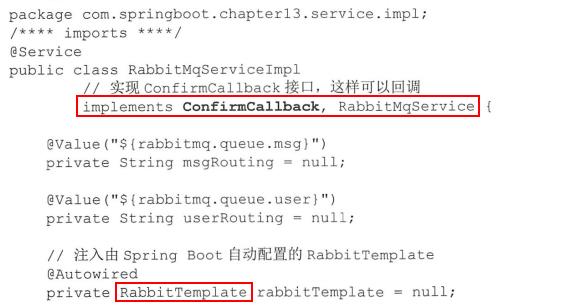 package com.springboot.chapter13.service.impl;
/**** imports ****/
@Service
public class RabbitMqServiceImpl
// 实现 ConfirmCallback 接口，这样可以回调
implements ConfirmCallback, RabbitMqService {
@Value("${rabbitmq.queue.msg}")
private String msgRouting = null;
@Value("${rabbitmq.queue.user}")
private String userRouting = null;
// 注入由 Spring Boot 自动配置的 RabbitTemplate
@Autowired
private RabbitTemplate rabbitTemplate = null;